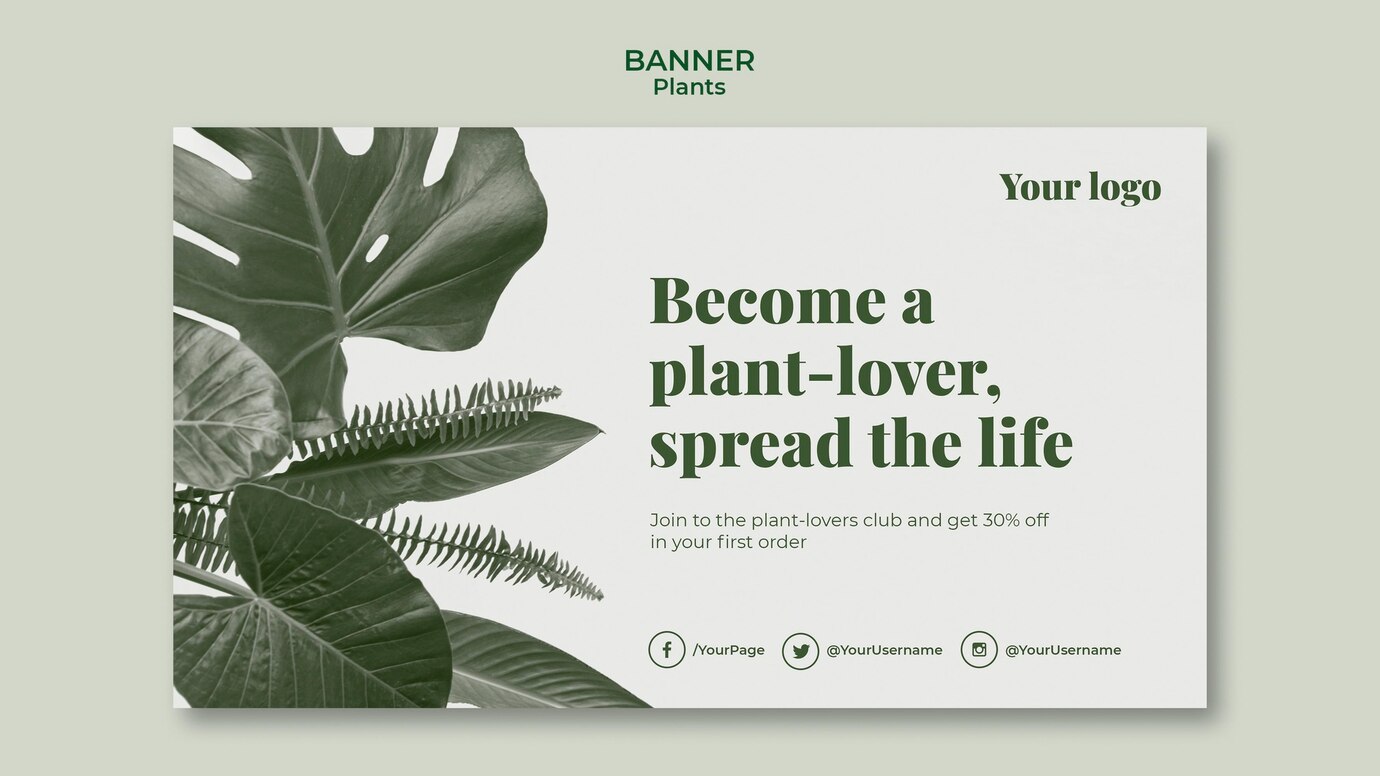 BANNER
Plants
Your logo
Become a
plant-lover,
spread the life
Join to the plant-lovers club and get 30% off
in your first order
/YourPage @YourUsername @YourUsername